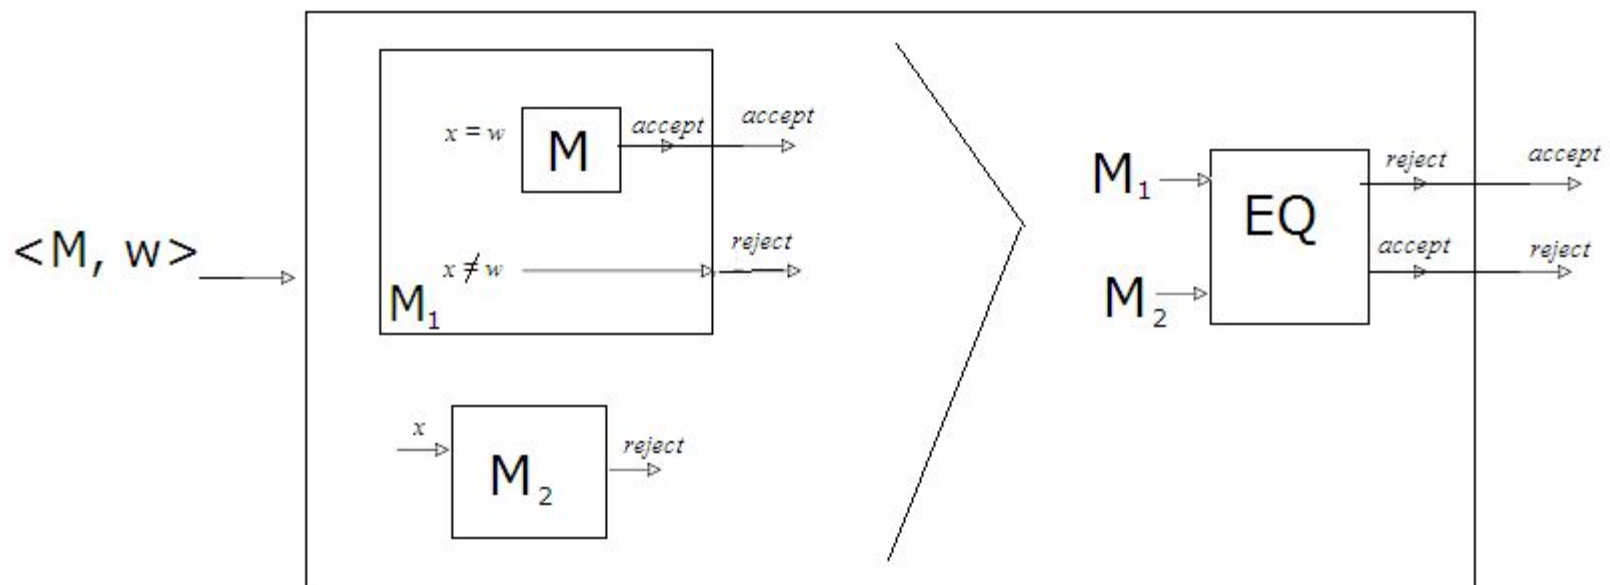 <M, w>
x = w
M
accept
accept
x ≠ w
reject
M₁
x
M₂
reject
M₁
M₂
EQ
reject
accept
accept
reject